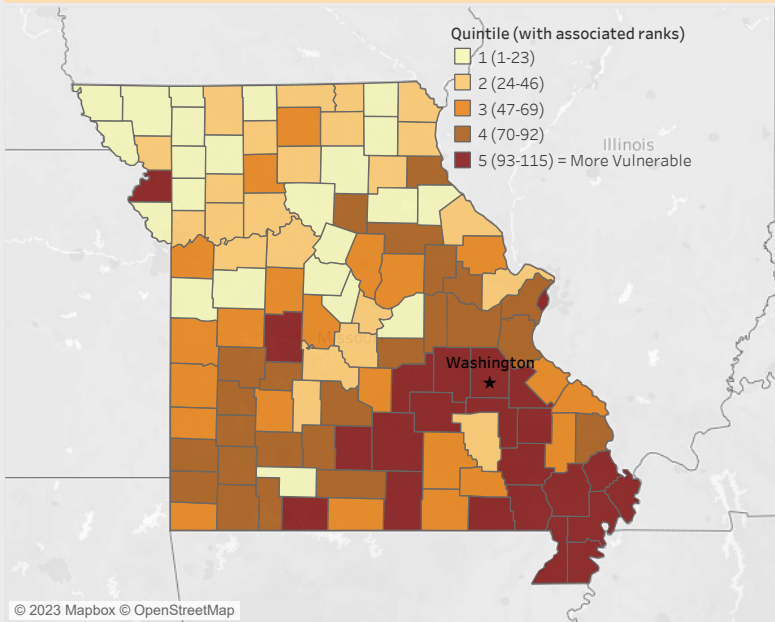 Quintile (with associated ranks)
1 (1-23)
2 (24-46)
3 (47-69)
4 (70-92)
5 (93-115) = More Vulnerable
Illinois
Missouri
Washington
© 2023 Mapbox © OpenStreetMap